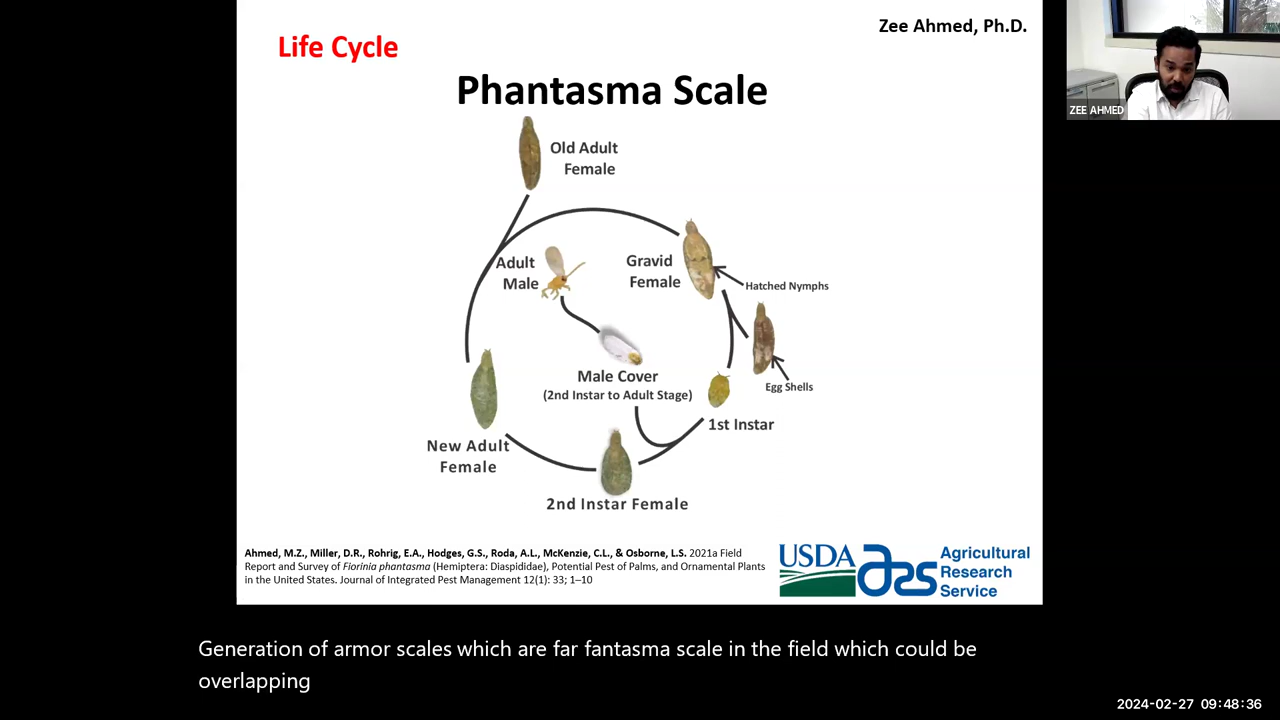 Zee Ahmed, Ph.D.
Life Cycle
Phantasma Scale
ZEE AHMED
Old Adult
Female
Adult
Male
Gravid
Female
Hatched Nymphs
Male Cover
(2nd Instar to Adult Stage)
Egg Shells
1st Instar
New Adult
Female
2nd Instar Female
Ahmed, M.Z., Miller, D.R., Rohrig, E.A., Hodges, G.S., Roda, A.L., McKenzie, C.L., & Osborne, L.S. 2021a Field
Report and Survey of Fiorinia phantasma (Hemiptera: Diaspididae), Potential Pest of Palms, and Ornamental Plants
in the United States. Journal of Integrated Pest Management 12(1): 33; 1–10
USDA ars
Agricultural
Research
Service
Generation of armor scales which are far fantasma scale in the field which could be
overlapping
2024-02-27 09:48:36